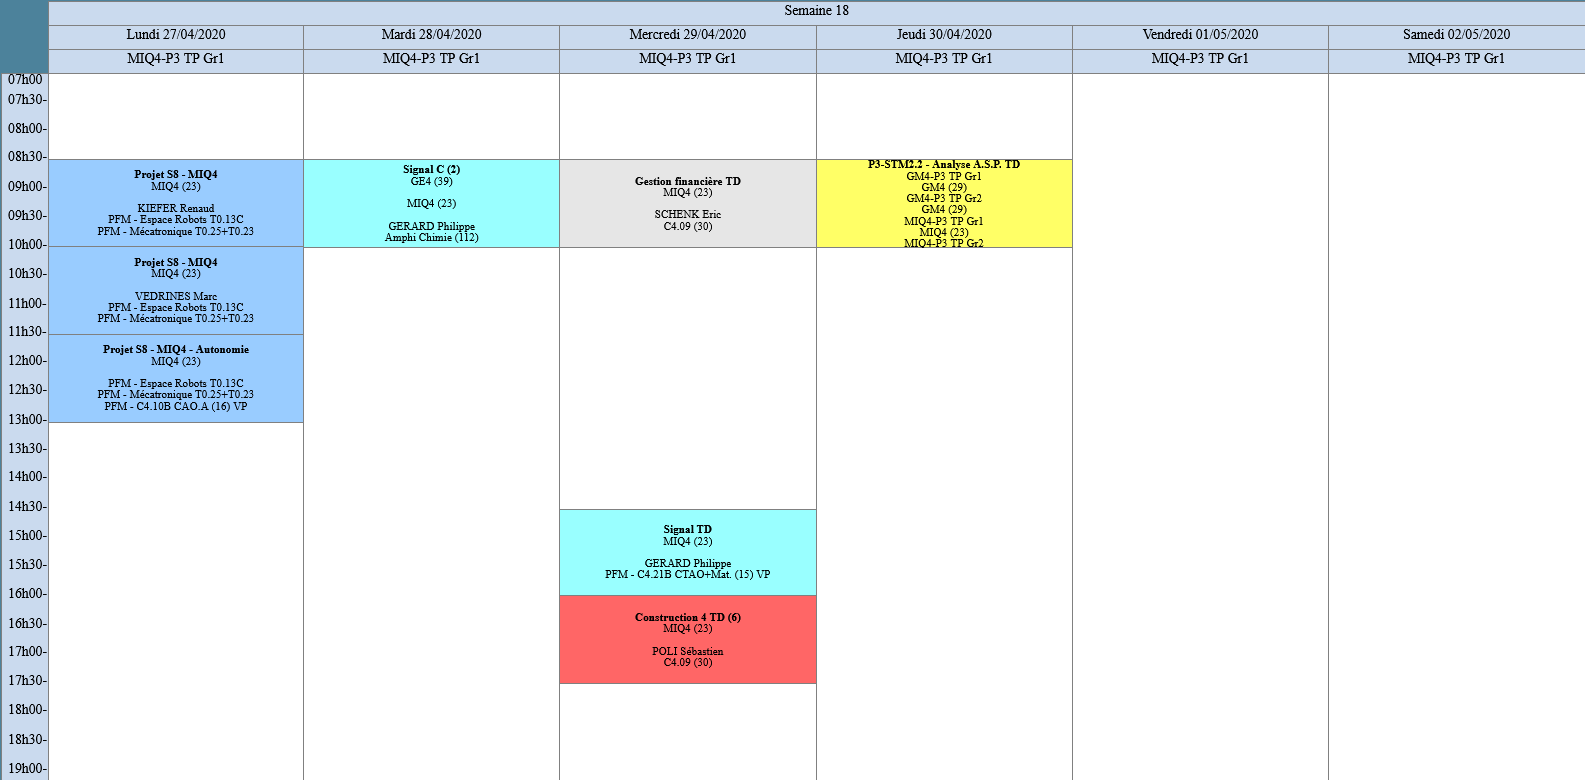 Semaine 18
Lundi 27/04/2020
Mardi 28/04/2020
Mercredi 29/04/2020
Jeudi 30/04/2020
Vendredi 01/05/2020
Samedi 02/05/2020
MIQ4-P3 TP Gr1
MIQ4-P3 TP Gr1
MIQ4-P3 TP Gr1
MIQ4-P3 TP Gr1
MIQ4-P3 TP Gr1
MIQ4-P3 TP Gr1
07h00
07h30-
08h00-
08h30-
09h00-
09h30-
10h00-
10h30-
11h00-
11h30-
12h00-
12h30-
13h00-
13h30-
14h00-
14h30-
15h00-
15h30-
16h00-
16h30-
17h00-
17h30-
18h00-
18h30-
19h00-
Projet S8 - MIQ4
MIQ4 (23)
KIEFER Renaud
PFM - Espace Robots T0.13C
PFM - Mécatronique T0.25+T0.23
Projet S8 - MIQ4
MIQ4 (23)
VEDRINES Marc
PFM - Espace Robots T0.13C
PFM - Mécatronique T0.25+T0.23
Projet S8 - MIQ4 - Autonomie
MIQ4 (23)
PFM - Espace Robots T0.13C
PFM - Mécatronique T0.25+T0.23
PFM - C4.10B CAO.A (16) VP
Signal C (2)
GE4 (39)
MIQ4 (23)
GERARD Philippe
Amphi Chimie (112)
Gestion financière TD
MIQ4 (23)
SCHENK Eric
C4.09 (30)
Signal TD
MIQ4 (23)
GERARD Philippe
PFM - C4.21B CTAO+Mat. (15) VP
Construction 4 TD (6)
MIQ4 (23)
POLI Sébastien
C4.09 (30)
P3-STM2.2 - Analyse A.S.P. TD
GM4-P3 TP Gr1
GM4 (29)
GM4-P3 TP Gr2
GM4 (29)
MIQ4-P3 TP Gr1
MIQ4 (23)
MIQ4-P3 TP Gr2